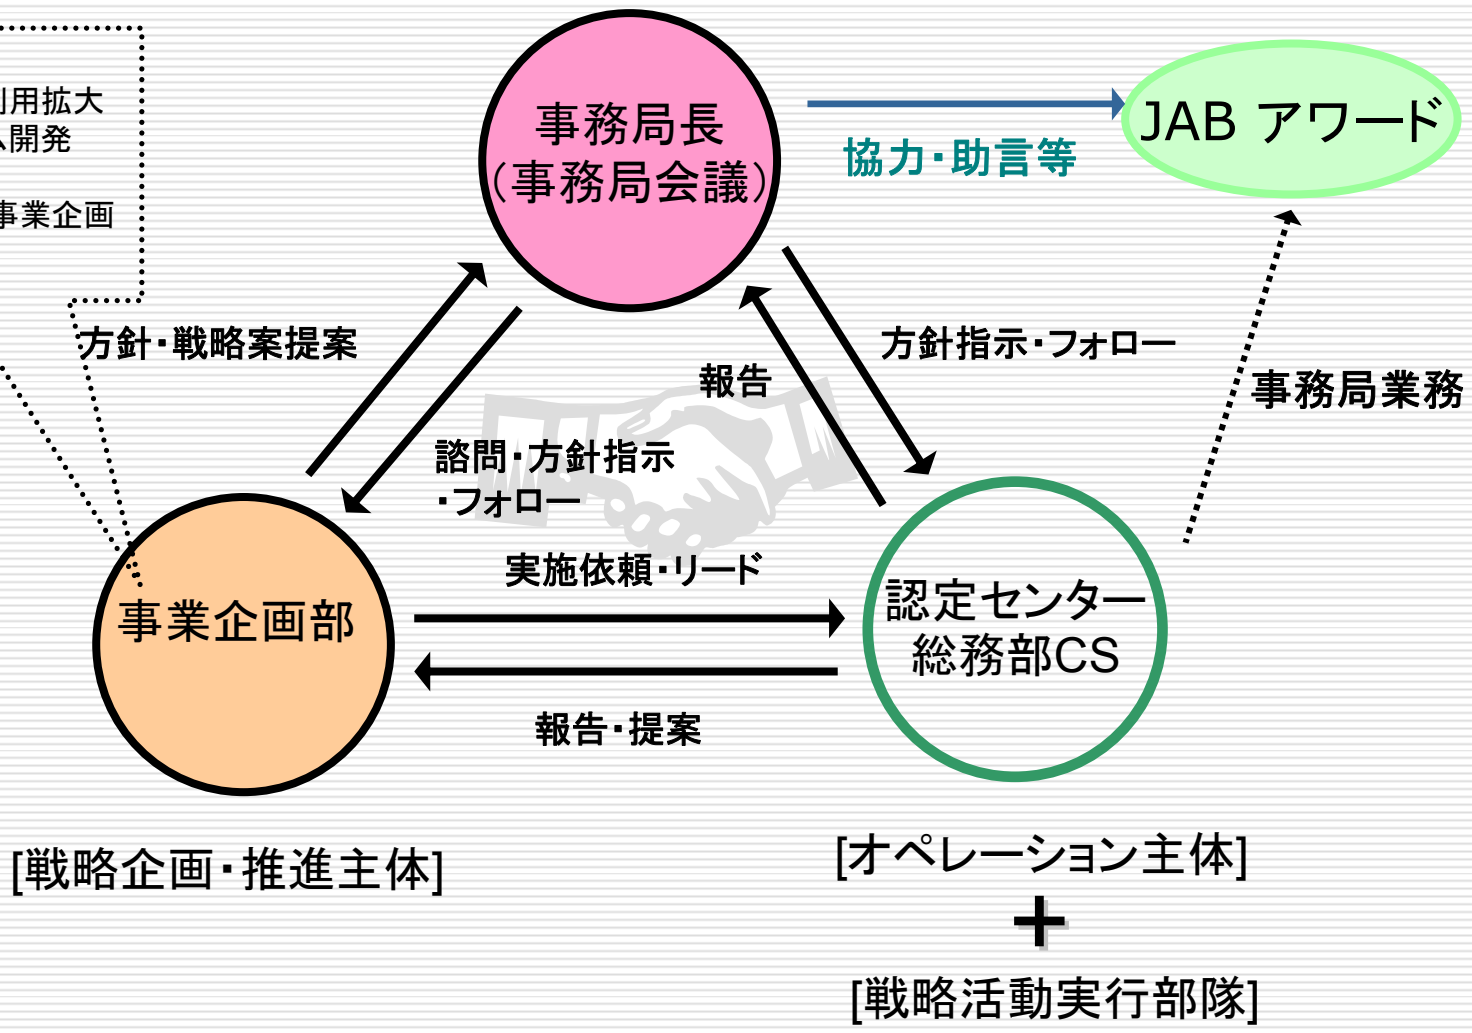 事務局長
（事務局会議）
協力・助言等
JAB アワード
用拡大
開発
事業企画
方針・戦略案提案
報告
方針指示・フォロー
事務局業務
諮問・方針指示
・フォロー
実施依頼・リード
事業企画部
認定センター
総務部CS
報告・提案
[戦略企画・推進主体]
[オペレーション主体]
＋
[戦略活動実行部隊]